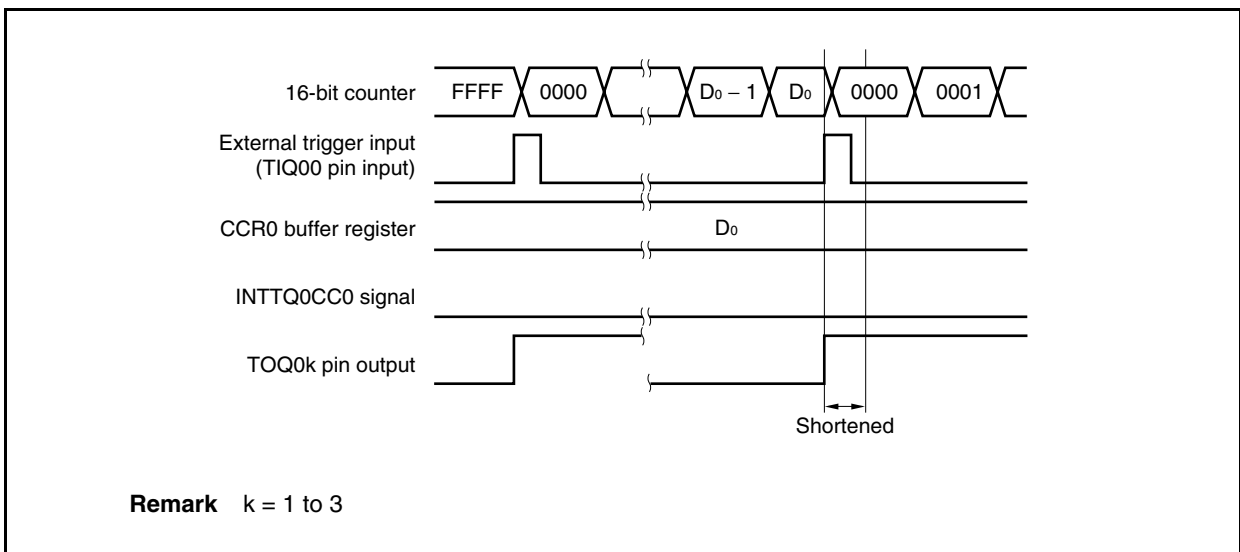 16-bit counter
FFFF 0000 D0 − 1 D0 0000 0001
External trigger input
(TIQ00 pin input)
CCR0 buffer register
D0
INTTQ0CC0 signal
TOQ0k pin output
Shortened
Remark k = 1 to 3